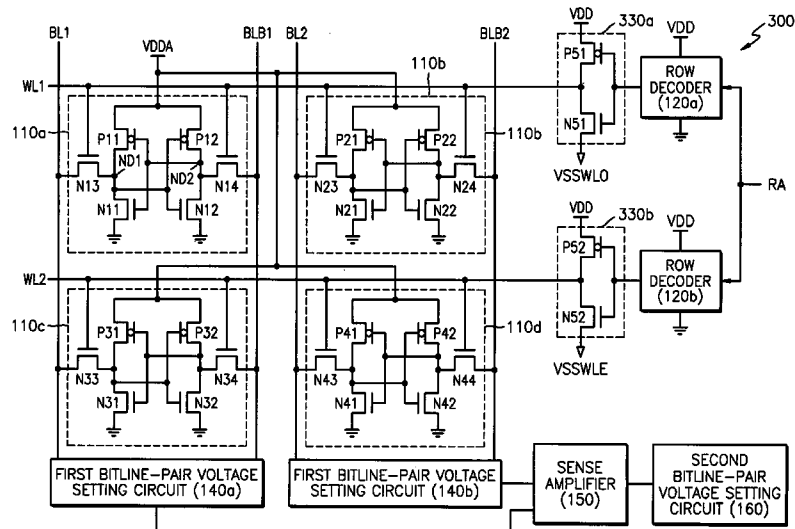 BL1 BLB1 BL2 BLB2
VDD 330a
VDDA
110b
VDD
300
P51
ROW
DECODER
(120a)
WL1
110a
P11 P12
P21 P22
110b
N51
ND1
ND2
N13 N14
N23 N24
VSSWLO
RA
N11 N12
N21 N22
VDD 330b
VDD
P52
ROW
DECODER
(120b)
WL2
110c
P31 P32
P41 P42
110d
N52
N33 N34
N43 N44
VSSWLE
N31 N32
N41 N42
FIRST BITLINE-PAIR VOLTAGE
SETTING CIRCUIT (140a)
FIRST BITLINE-PAIR VOLTAGE
SETTING CIRCUIT (140b)
SENSE
AMPLIFIER
(150)
SECOND
BITLINE-PAIR
VOLTAGE SETTING
CIRCUIT (160)